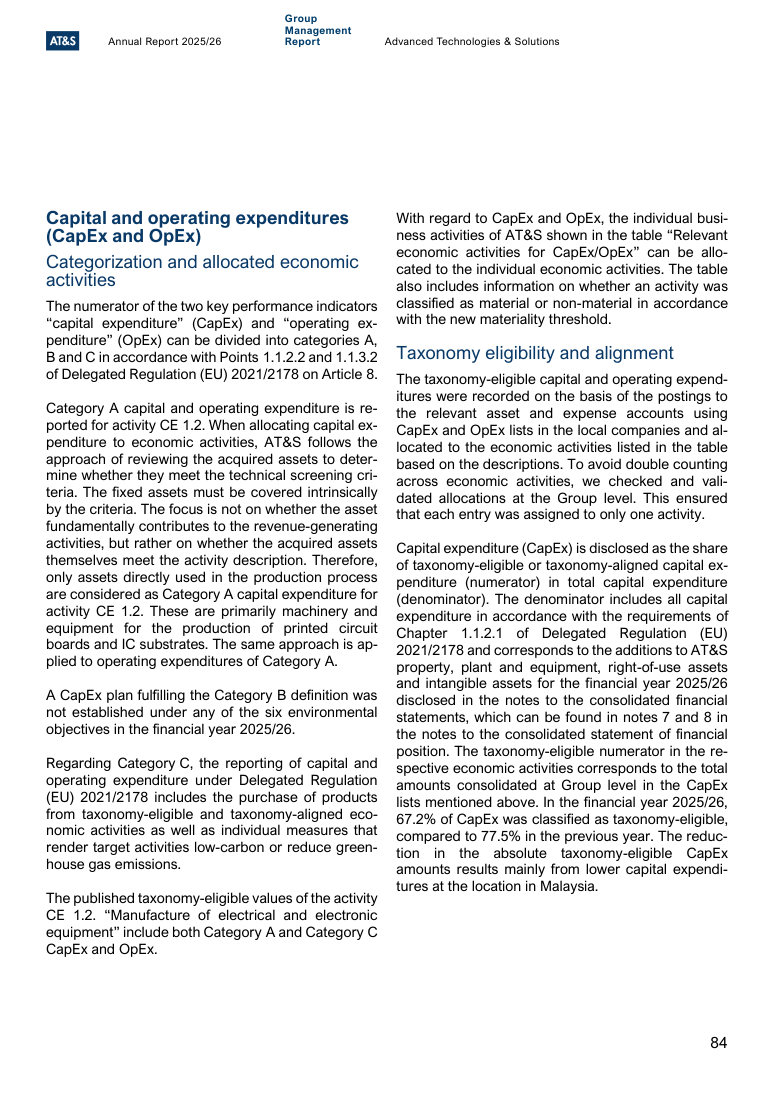 AT&S
Annual Report 2025/26
Group
Management
Report
Advanced Technologies & Solutions
Capital and operating expenditures
(CapEx and OpEx)
Categorization and allocated economic
activities
The numerator of the two key performance indicators
“capital expenditure” (CapEx) and “operating ex-
penditure” (OpEx) can be divided into categories A,
B and C in accordance with Points 1.1.2.2 and 1.1.3.2
of Delegated Regulation (EU) 2021/2178 on Article 8.
Category A capital and operating expenditure is re-
ported for activity CE 1.2. When allocating capital ex-
penditure to economic activities, AT&S follows the
approach of reviewing the acquired assets to deter-
mine whether they meet the technical screening cri-
teria. The fixed assets must be covered intrinsically
by the criteria. The focus is not on whether the asset
fundamentally contributes to the revenue-generating
activities, but rather on whether the acquired assets
themselves meet the activity description. Therefore,
only assets directly used in the production process
are considered as Category A capital expenditure for
activity CE 1.2. These are primarily machinery and
equipment for the production of printed circuit
boards and IC substrates. The same approach is ap-
plied to operating expenditures of Category A.
A CapEx plan fulfilling the Category B definition was
not established under any of the six environmental
objectives in the financial year 2025/26.
Regarding Category C, the reporting of capital and
operating expenditure under Delegated Regulation
(EU) 2021/2178 includes the purchase of products
from taxonomy-eligible and taxonomy-aligned eco-
nomic activities as well as individual measures that
render target activities low-carbon or reduce green-
house gas emissions.
The published taxonomy-eligible values of the activity
CE 1.2. “Manufacture of electrical and electronic
equipment” include both Category A and Category C
CapEx and OpEx.
With regard to CapEx and OpEx, the individual busi-
ness activities of AT&S shown in the table “Relevant
economic activities for CapEx/OpEx” can be allo-
cated to the individual economic activities. The table
also includes information on whether an activity was
classified as material or non-material in accordance
with the new materiality threshold.
Taxonomy eligibility and alignment
The taxonomy-eligible capital and operating expend-
itures were recorded on the basis of the postings to
the relevant asset and expense accounts using
CapEx and OpEx lists in the local companies and al-
located to the economic activities listed in the table
based on the descriptions. To avoid double counting
across economic activities, we checked and vali-
dated allocations at the Group level. This ensured
that each entry was assigned to only one activity.
Capital expenditure (CapEx) is disclosed as the share
of taxonomy-eligible or taxonomy-aligned capital ex-
penditure (numerator) in total capital expenditure
(denominator). The denominator includes all capital
expenditure in accordance with the requirements of
Chapter 1.1.2.1 of Delegated Regulation (EU)
2021/2178 and corresponds to the additions to AT&S
property, plant and equipment, right-of-use assets
and intangible assets for the financial year 2025/26
disclosed in the notes to the consolidated financial
statements, which can be found in notes 7 and 8 in
the notes to the consolidated statement of financial
position. The taxonomy-eligible numerator in the re-
spective economic activities corresponds to the total
amounts consolidated at Group level in the CapEx
lists mentioned above. In the financial year 2025/26,
67.2% of CapEx was classified as taxonomy-eligible,
compared to 77.5% in the previous year. The reduc-
tion in the absolute taxonomy-eligible CapEx
amounts results mainly from lower capital expendi-
tures at the location in Malaysia.
84